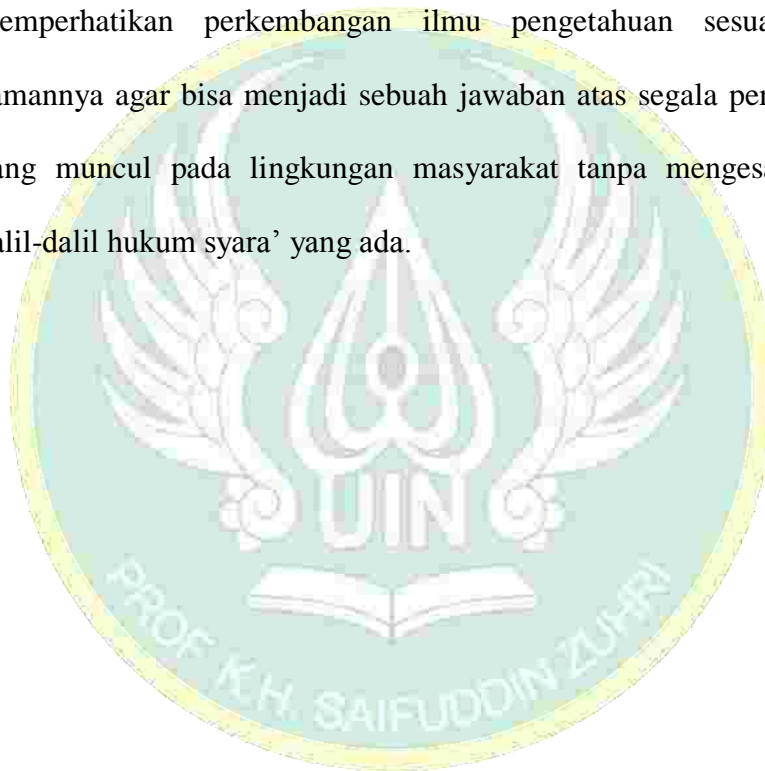 emperhatikan perkembangan ilmu pengetahuan sesua
amannya agar bisa menjadi sebuah jawaban atas segala per
ang muncul pada lingkungan masyarakat tanpa mengesa
alil-dalil hukum syara’ yang ada.
UIN
PROF. K.H. SAIFUDDIN ZUHRI